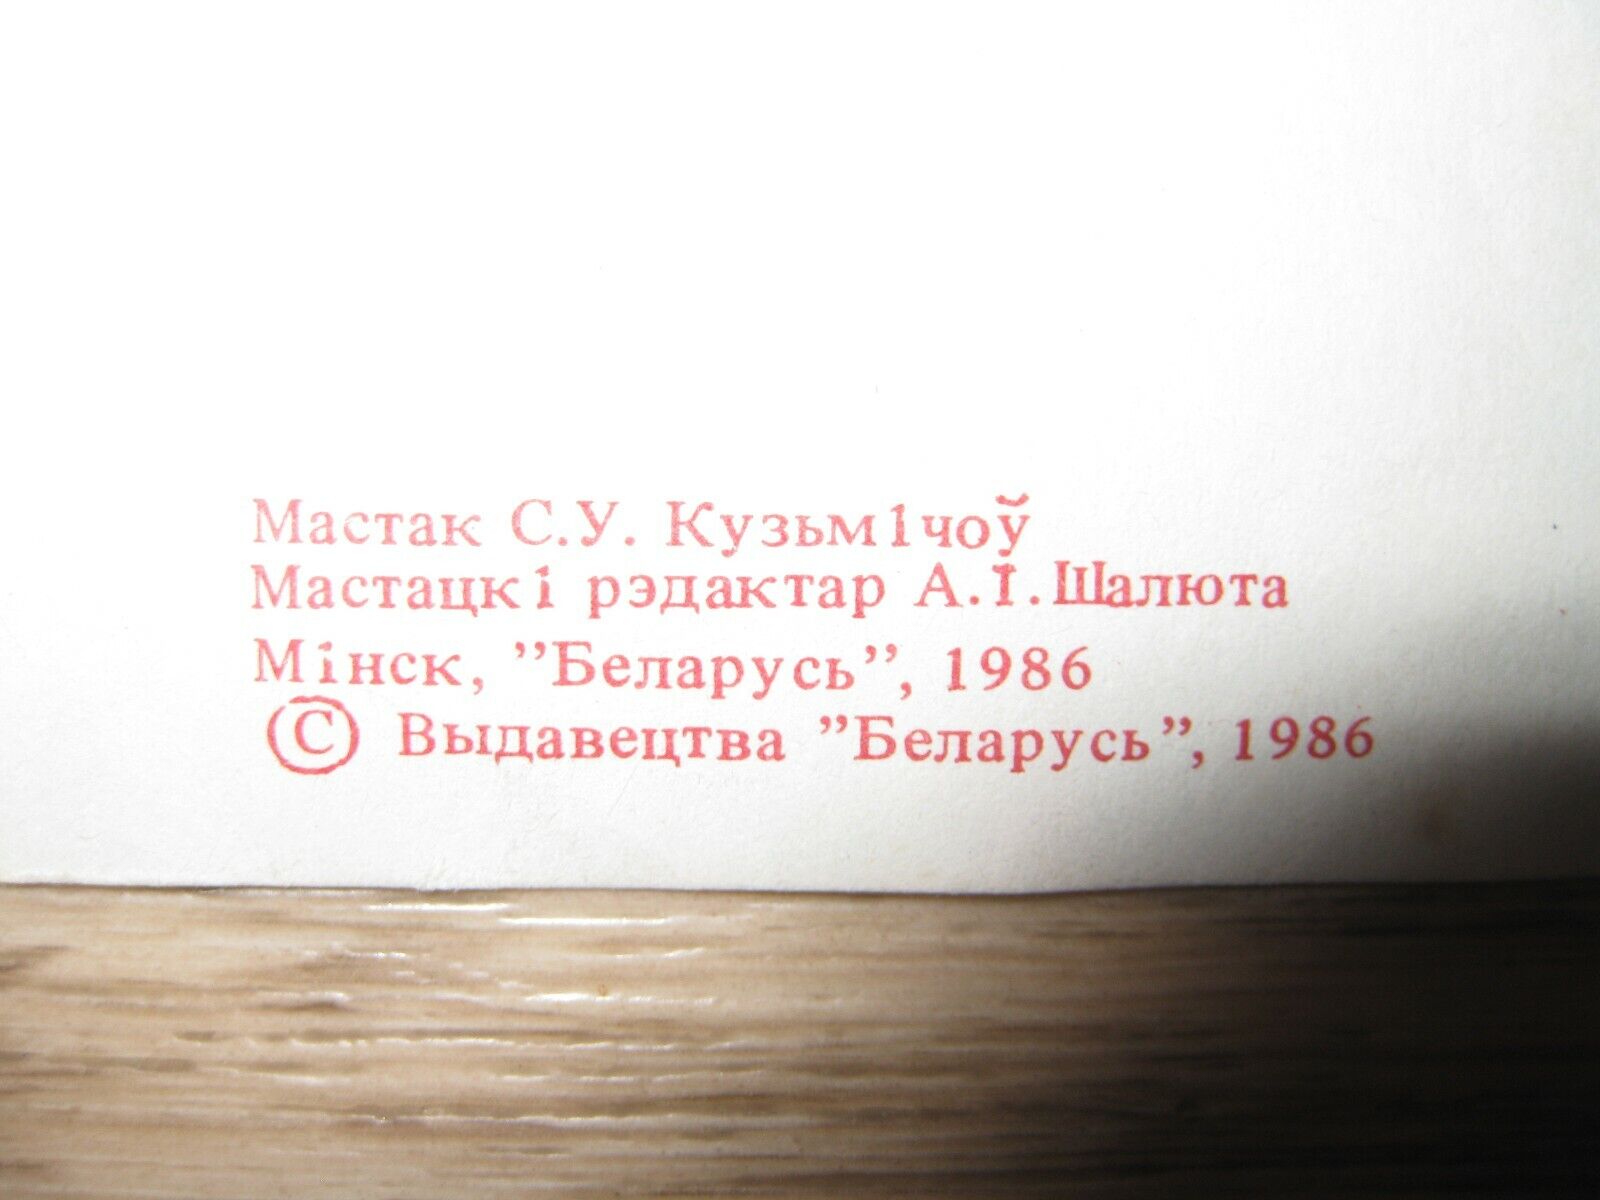 Мастак С.У. Кузьмічоў
Мастацкі рэдактар А.І.Шалюта
Мінск, ”Беларусь”, 1986
© Выдавецтва ”Беларусь”, 1986